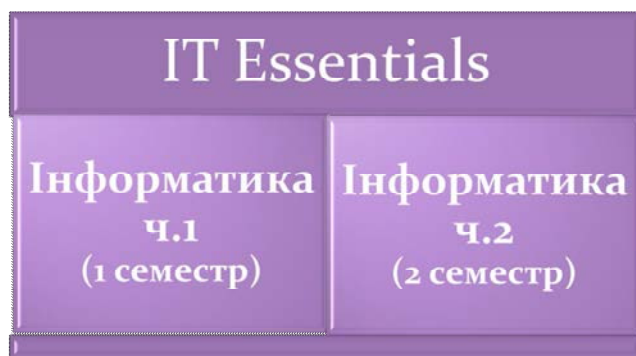 IT Essentials
Інформатика
ч.1
(1 семестр)
Інформатика
ч.2
(2 семестр)